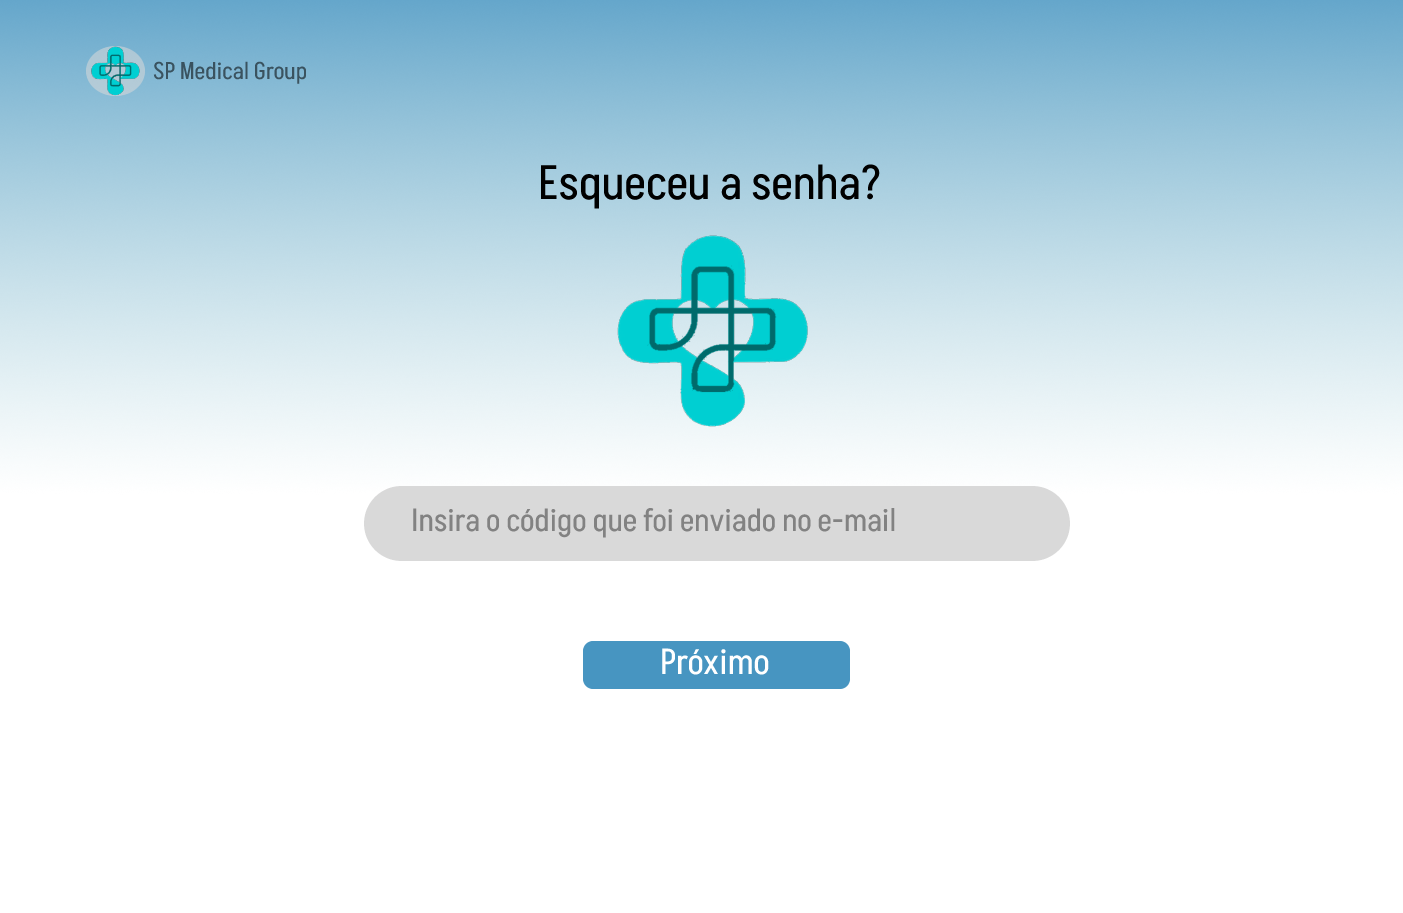 SP Medical Group
Esqueceu a senha?
Insira o código que foi enviado no e-mail
Próximo